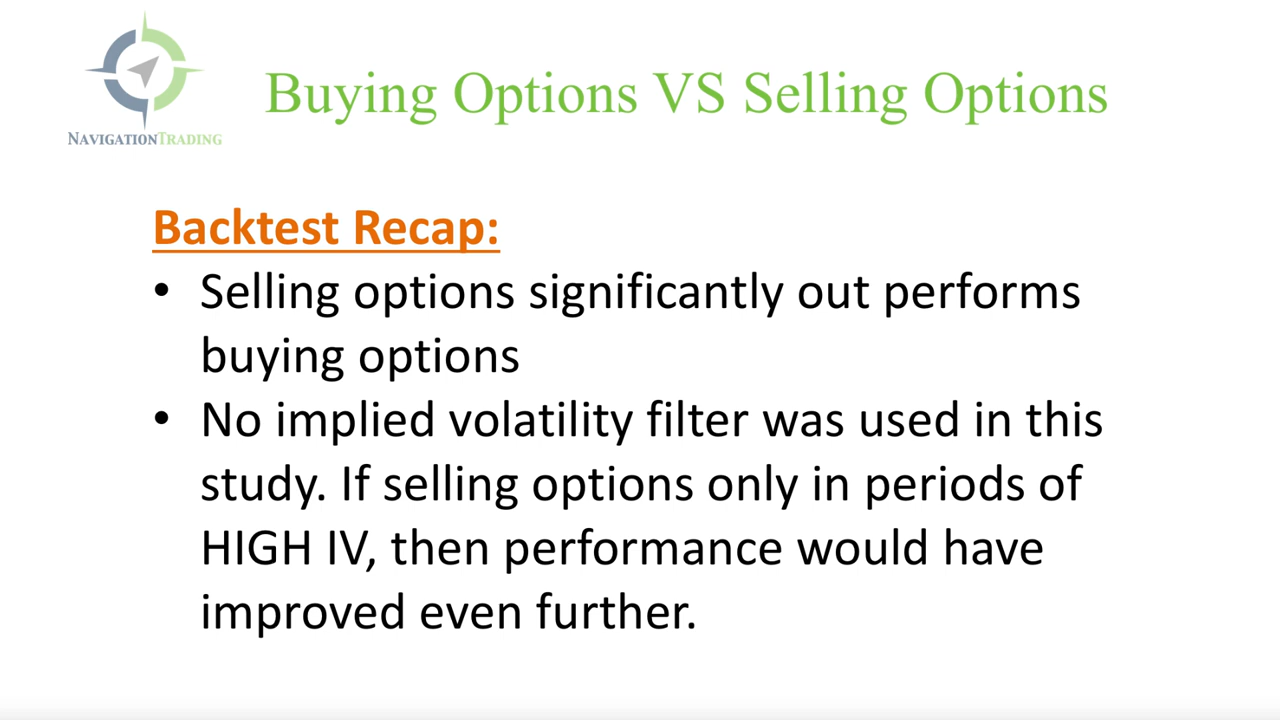 NAVIGATIONTRADING
Buying Options VS Selling Options
Backtest Recap:
• Selling options significantly out performs
buying options
• No implied volatility filter was used in this
study. If selling options only in periods of
HIGH IV, then performance would have
improved even further.